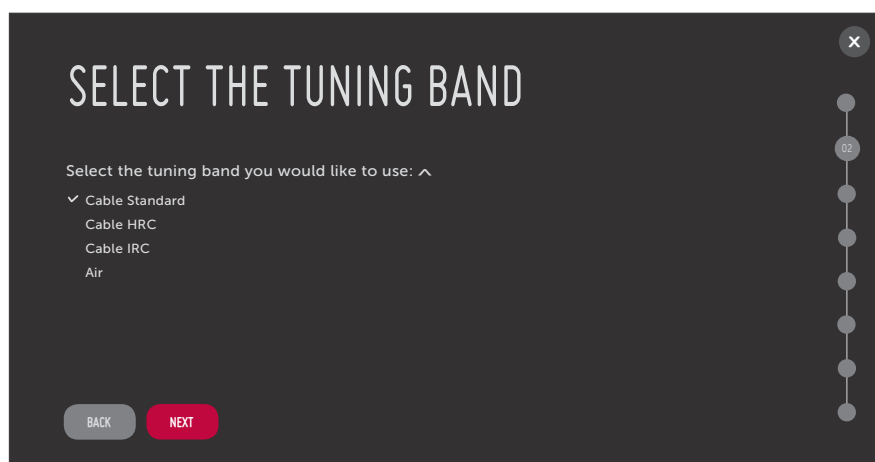 X
SELECT THE TUNING BAND
02
Select the tuning band you would like to use:
Cable Standard
Cable HRC
Cable IRC
Air
BACK
NEXT